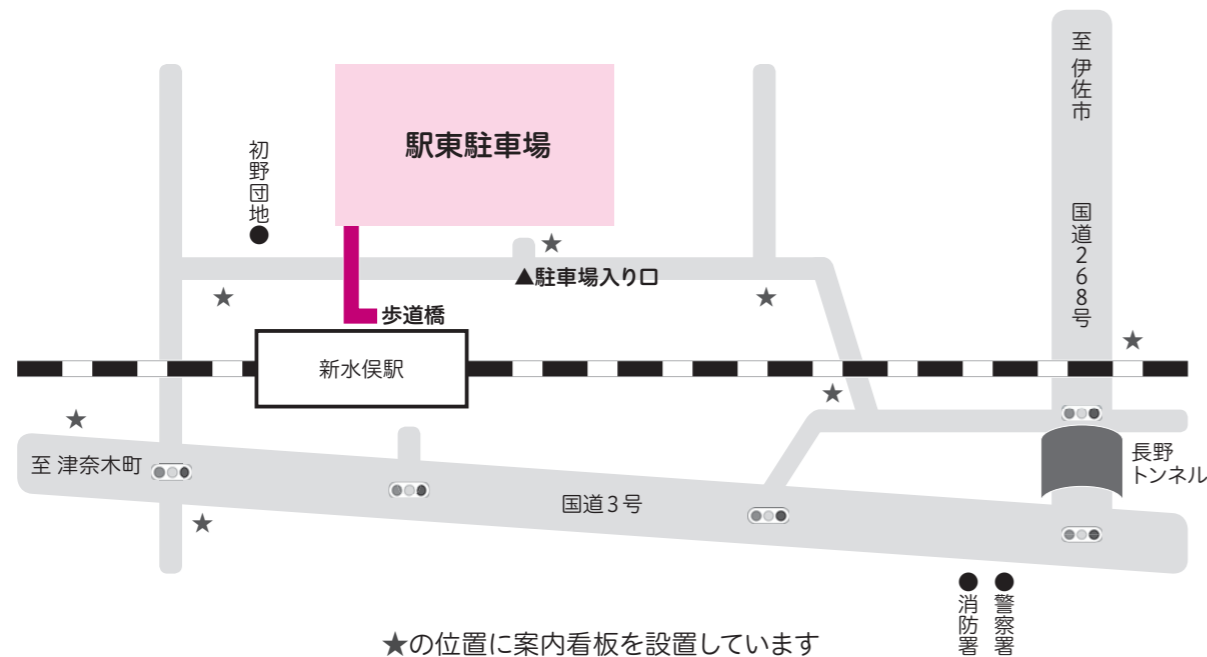 至 伊佐市
国道268号
駅東駐車場
初野団地
▲駐車場入り口
歩道橋
新水俣駅
至 津奈木町
国道3号
長野
トンネル
消防署
警察署
★の位置に案内看板を設置しています